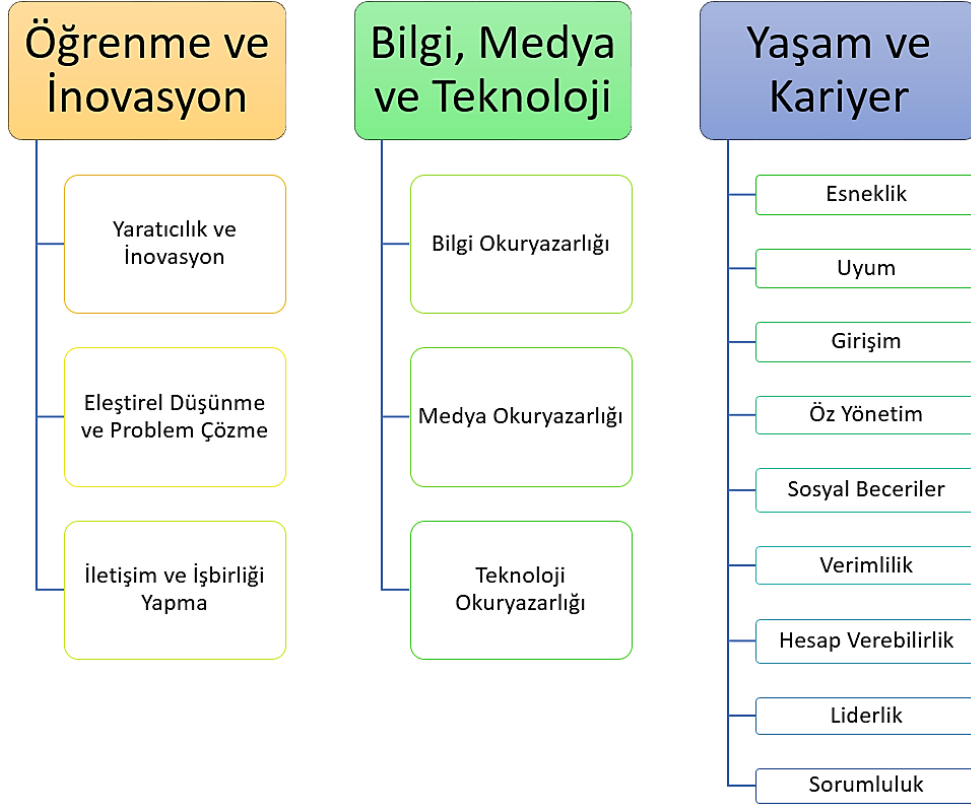 Öğrenme ve
İnovasyon
Yaratıcılık ve
İnovasyon
Eleştirel Düşünme
ve Problem Çözme
İletişim ve İşbirliği
Yapma
Bilgi, Medya
ve Teknoloji
Bilgi Okuryazarlığı
Medya Okuryazarlığı
Teknoloji
Okuryazarlığı
Yaşam ve
Kariyer
Esneklik
Uyum
Girişim
Öz Yönetim
Sosyal Beceriler
Verimlilik
Hesap Verebilirlik
Liderlik
Sorumluluk